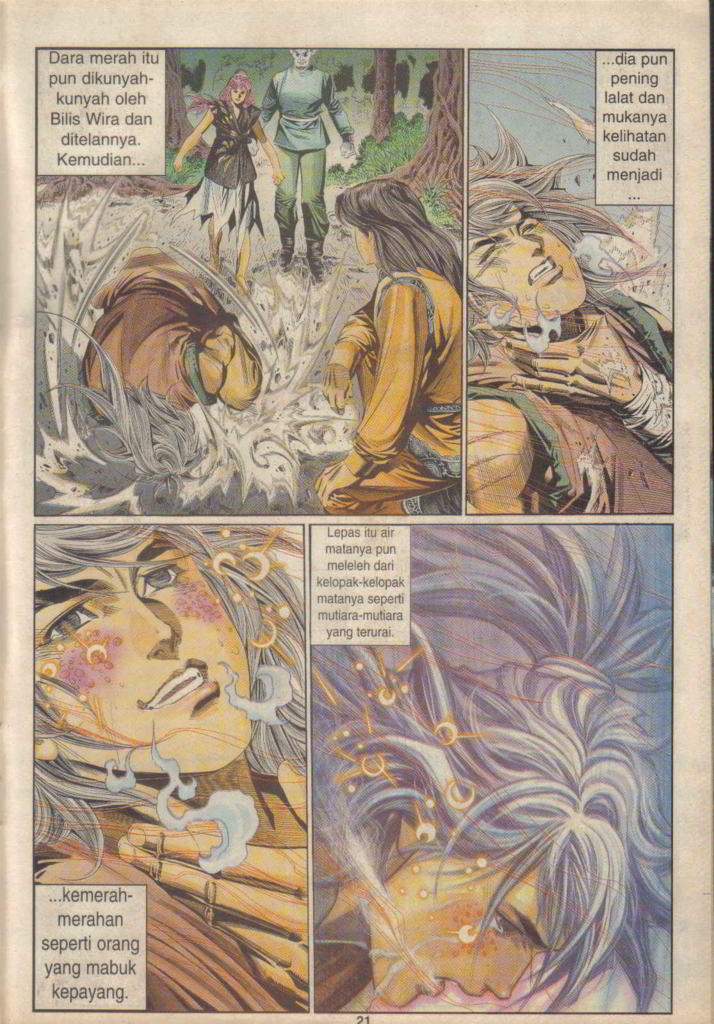 Dara merah itu
pun dikunyah-
kunyah oleh
Bilis Wira dan
ditelannya.
Kemudian...
...dia pun
pening
lalat dan
mukanya
kelihatan
sudah
menjadi
...
...kemerah-
merahan
seperti orang
yang mabuk
kepayang.
Lepas itu air
matanya pun
meleleh dari
kelopak-kelopak
matanya seperti
mutiara-mutiara
yang terurai.
21